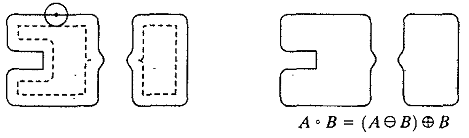 A ∘ B = (A ⊖ B) ⊕ B